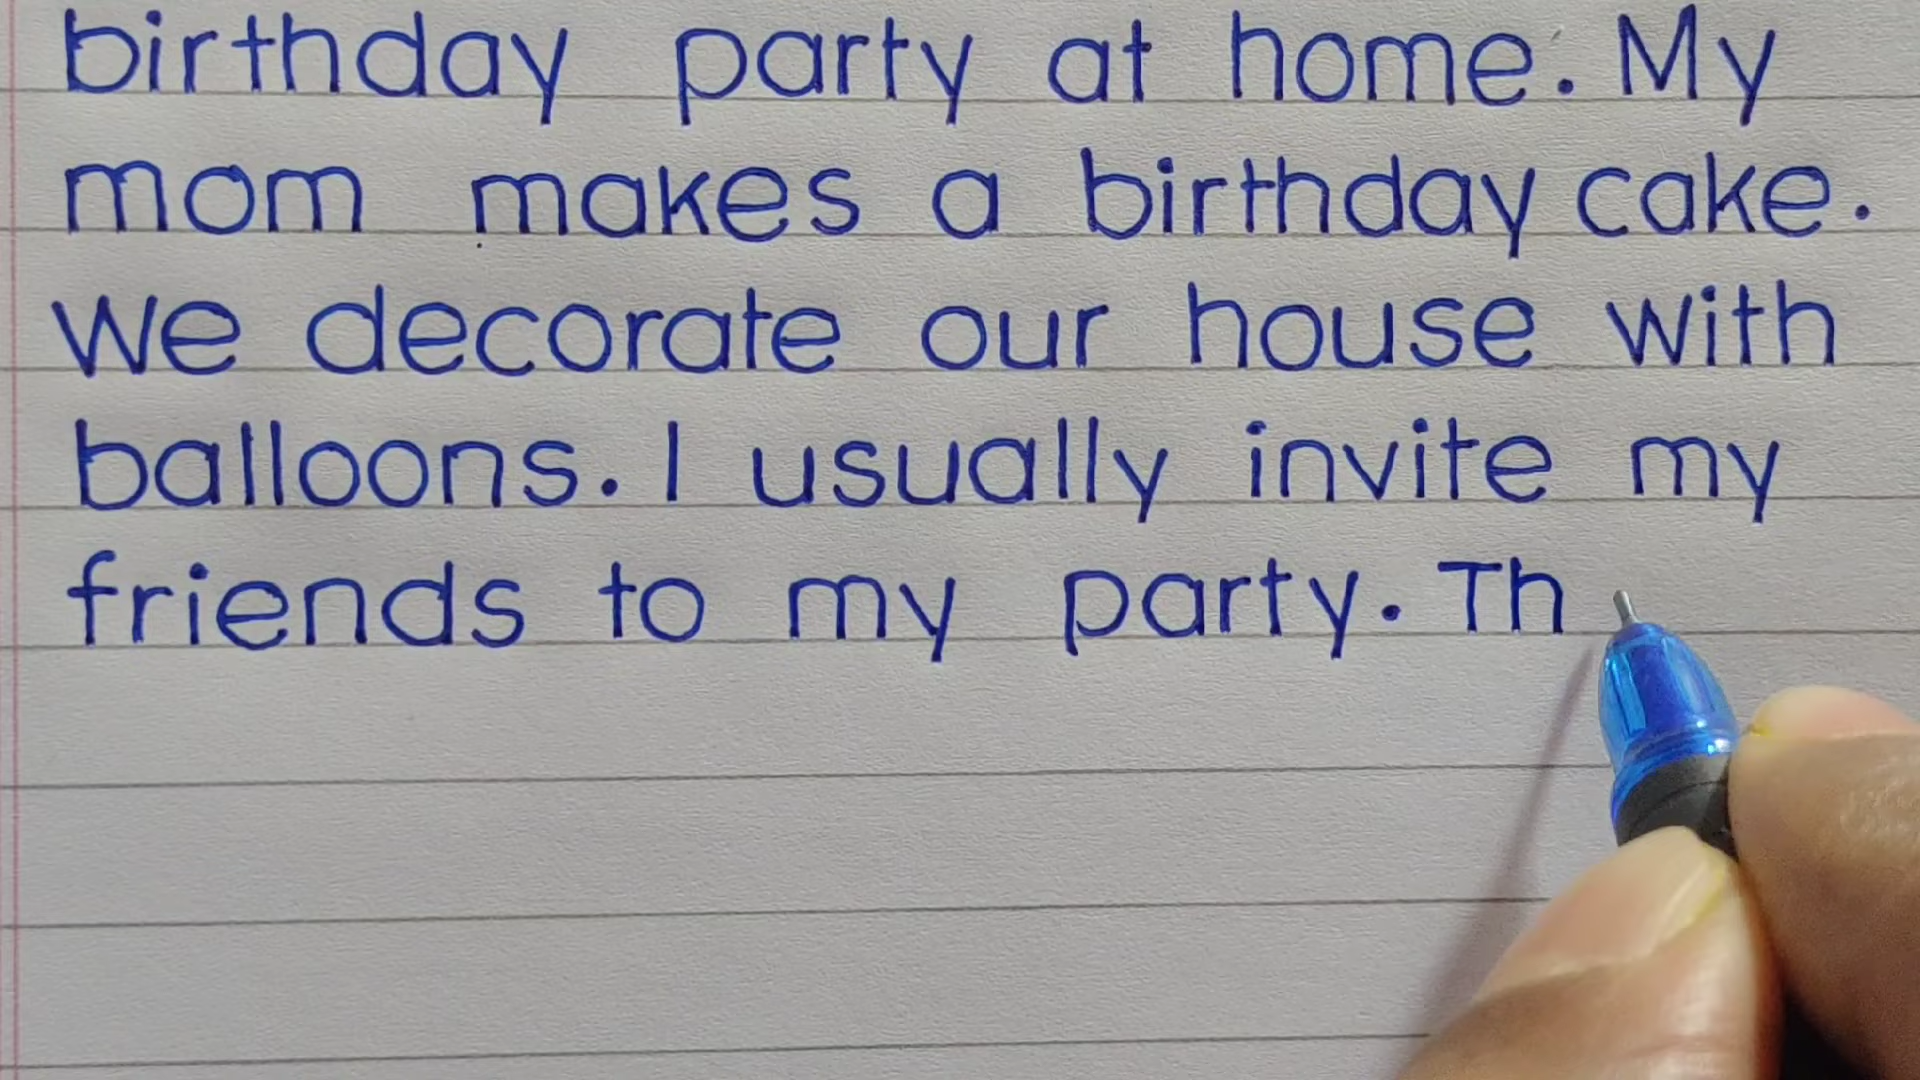 birthday party at home. My
mom makes a birthday cake.
We decorate our house with
balloons. I usually invite my
friends to my party. Th